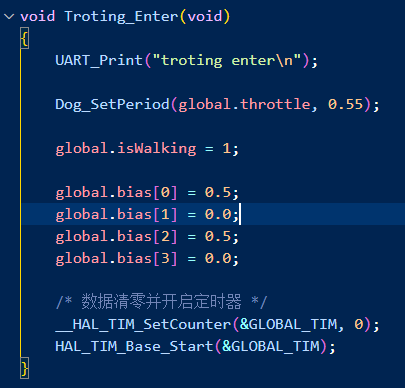 void Troting_Enter(void)
{
UART_Print("troting enter\n");
Dog_SetPeriod(global.throttle, 0.55);
global.isWalking = 1;
global.bias[0] = 0.5;
global.bias[1] = 0.0;
global.bias[2] = 0.5;
global.bias[3] = 0.0;
/* 数据清零并开启定时器 */
__HAL_TIM_SetCounter(&GLOBAL_TIM, 0);
HAL_TIM_Base_Start(&GLOBAL_TIM);
}